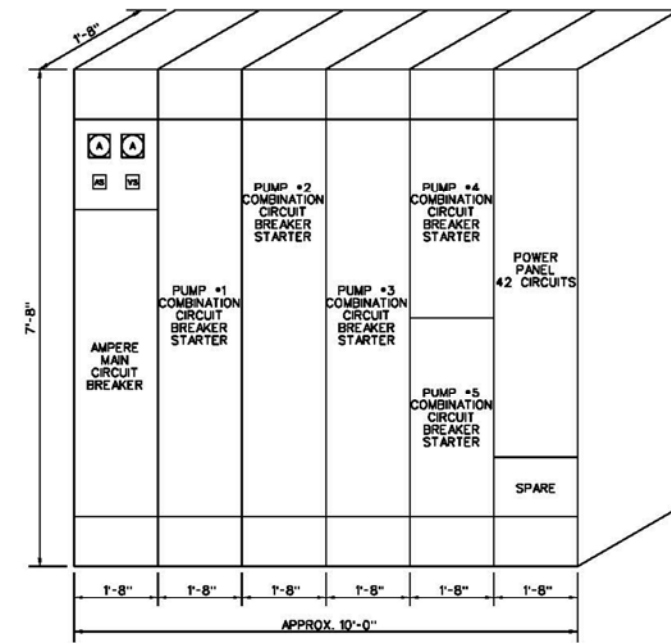 1'-8"
A A
AS VS
AMPERE
MAIN
CIRCUIT
BREAKER
PUMP #1
COMBINATION
CIRCUIT
BREAKER
STARTER
PUMP #2
COMBINATION
CIRCUIT
BREAKER
STARTER
PUMP #3
COMBINATION
CIRCUIT
BREAKER
STARTER
PUMP #4
COMBINATION
CIRCUIT
BREAKER
STARTER
PUMP #5
COMBINATION
CIRCUIT
BREAKER
STARTER
POWER
PANEL
42 CIRCUITS
SPARE
7'-8"
1'-8" 1'-8" 1'-8" 1'-8" 1'-8" 1'-8"
APPROX. 10'-0"